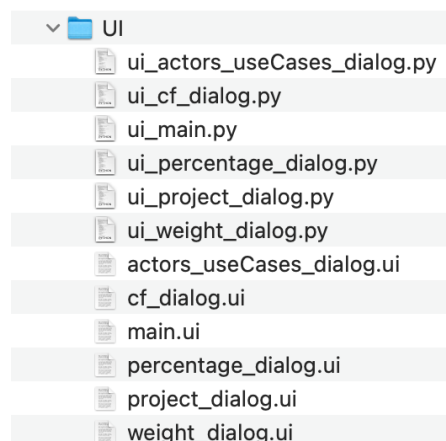 UI
ui_actors_useCases_dialog.py
ui_cf_dialog.py
ui_main.py
ui_percentage_dialog.py
ui_project_dialog.py
ui_weight_dialog.py
actors_useCases_dialog.ui
cf_dialog.ui
main.ui
percentage_dialog.ui
project_dialog.ui
weight_dialog.ui